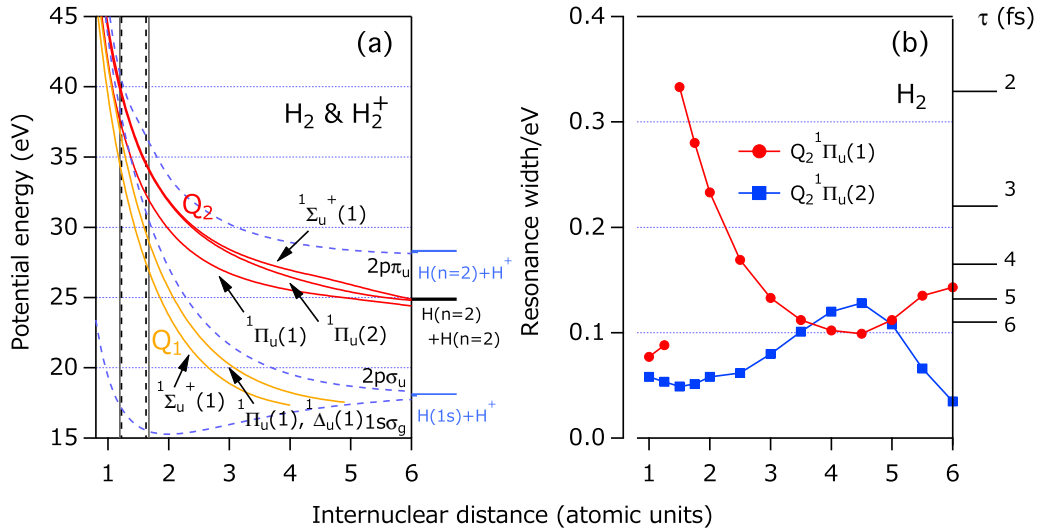 (a)
H₂ & H₂⁺
Potential energy (eV)
45
40
35
30
25
20
15
Q₂
¹Σᵤ⁺(1)
2pπᵤ
H(n=2)+H⁺
¹Πᵤ(1)
¹Πᵤ(2)
H(n=2)
+H(n=2)
Q₁
¹Σᵤ⁺(1)
2pσᵤ
¹Πᵤ(1), ¹Δᵤ(1)
1sσg
H(1s)+H⁺
1 2 3 4 5 6
(b)
H₂
Resonance width/eV
0.4
0.3
0.2
0.1
0.0
Q₂ ¹Πᵤ(1)
Q₂ ¹Πᵤ(2)
τ (fs)
2
3
4
5
6
1 2 3 4 5 6
Internuclear distance (atomic units)